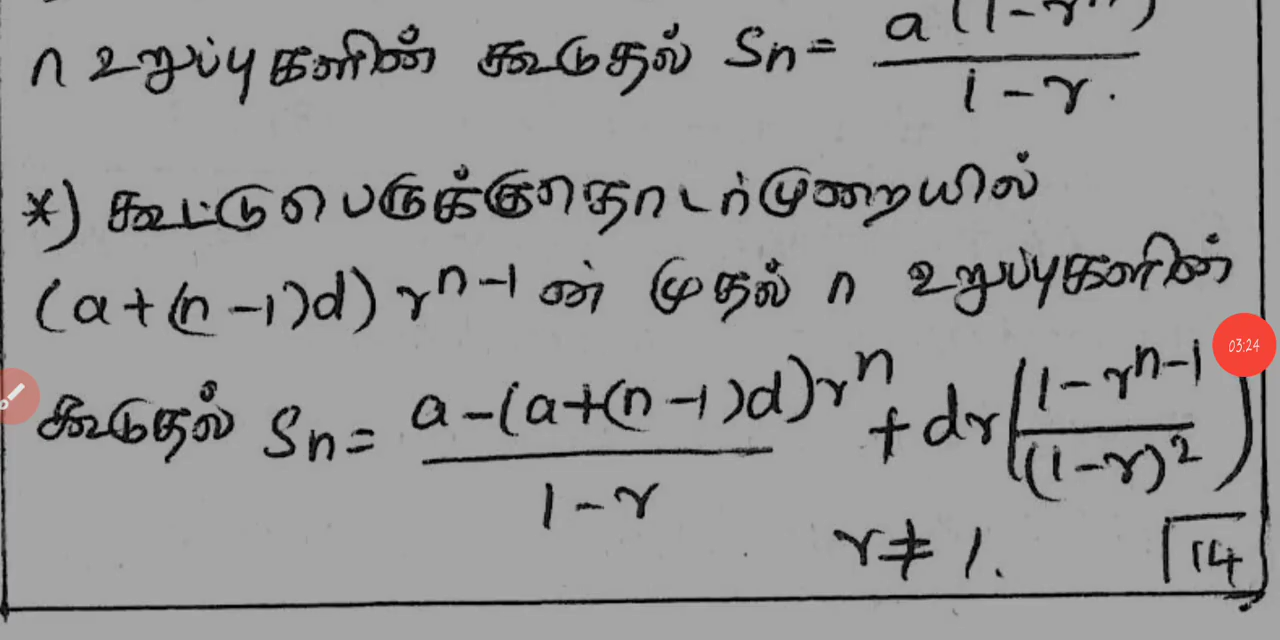 n உறுப்புகளின் கூடுதல் Sn = a(1-rⁿ) / 1-r.
*) கூட்டு பெருக்கு தொடர்முறையில்
(a+(n-1)d) rⁿ⁻¹ ன் முதல் n உறுப்புகளின்
கூடுதல் Sn = a-(a+(n-1)d)rⁿ / 1-r + dr(1-rⁿ⁻¹ / (1-r)²)
r ≠ 1.
14
03:24